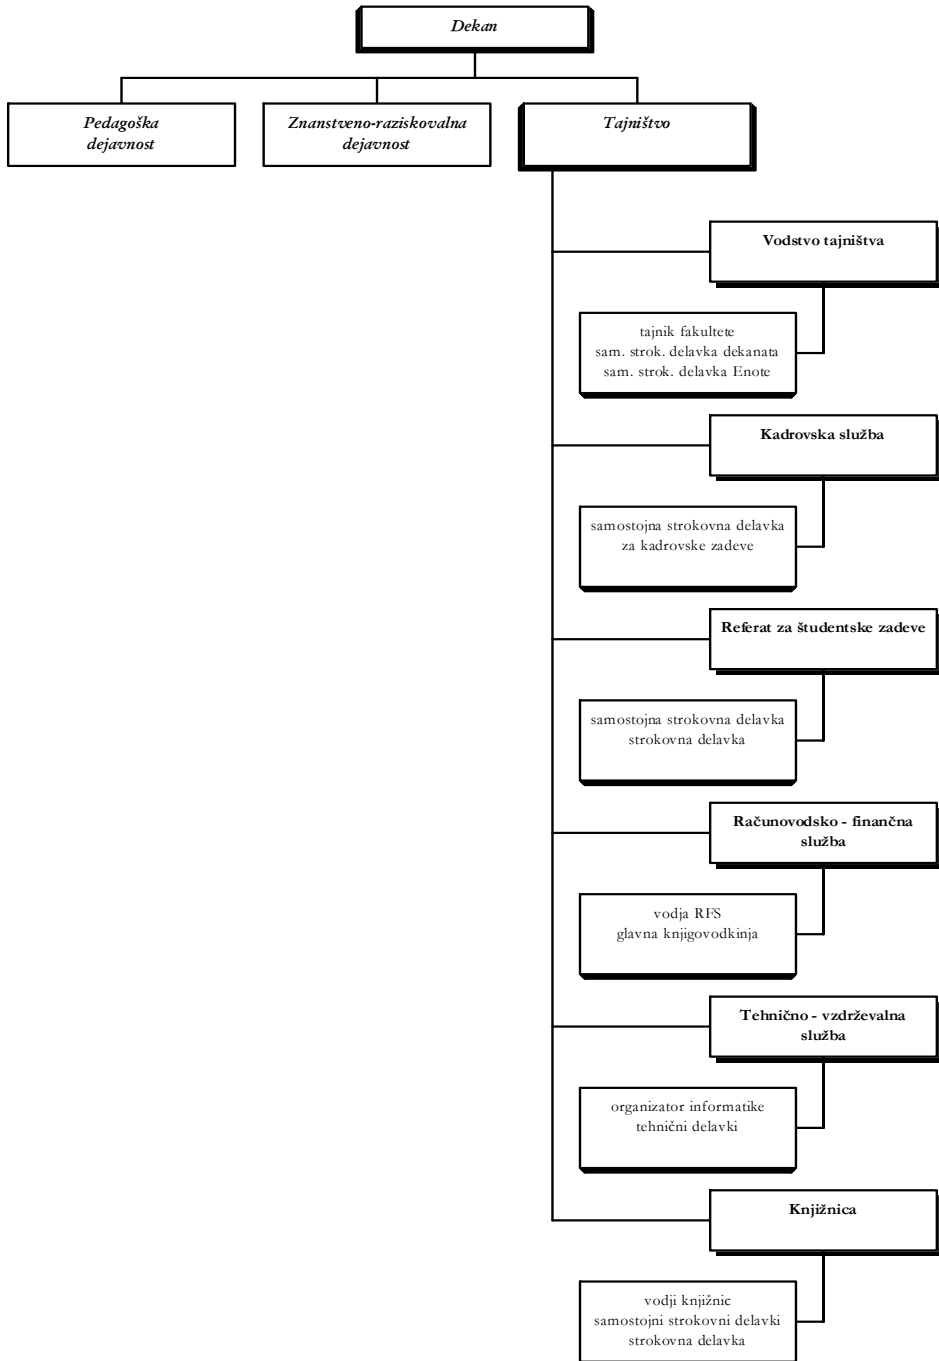 Dekan
Pedagoška
dejavnost
Znanstveno-raziskovalna
dejavnost
Tajništvo
Vodstvo tajništva
tajnik fakultete
sam. strok. delavka dekanata
sam. strok. delavka Enote
Kadrovska služba
samostojna strokovna delavka
za kadrovske zadeve
Referat za študentske zadeve
samostojna strokovna delavka
strokovna delavka
Računovodsko - finančna
služba
vodja RFS
glavna knjigovodkinja
Tehnično - vzdrževalna
služba
organizator informatike
tehnični delavki
Knjižnica
vodji knjižnic
samostojni strokovni delavki
strokovna delavka